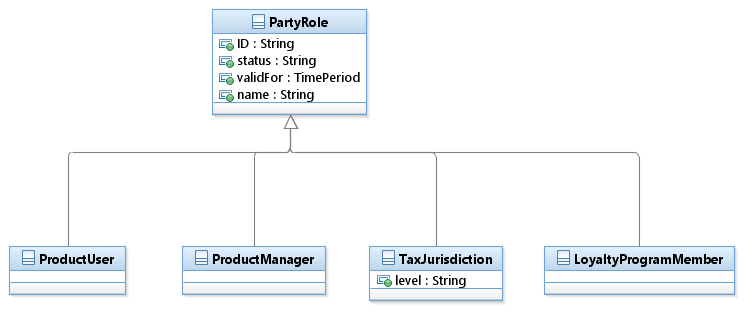 PartyRole
ID : String
status : String
validFor : TimePeriod
name : String
ProductUser
ProductManager
TaxJurisdiction
level : String
LoyaltyProgramMember